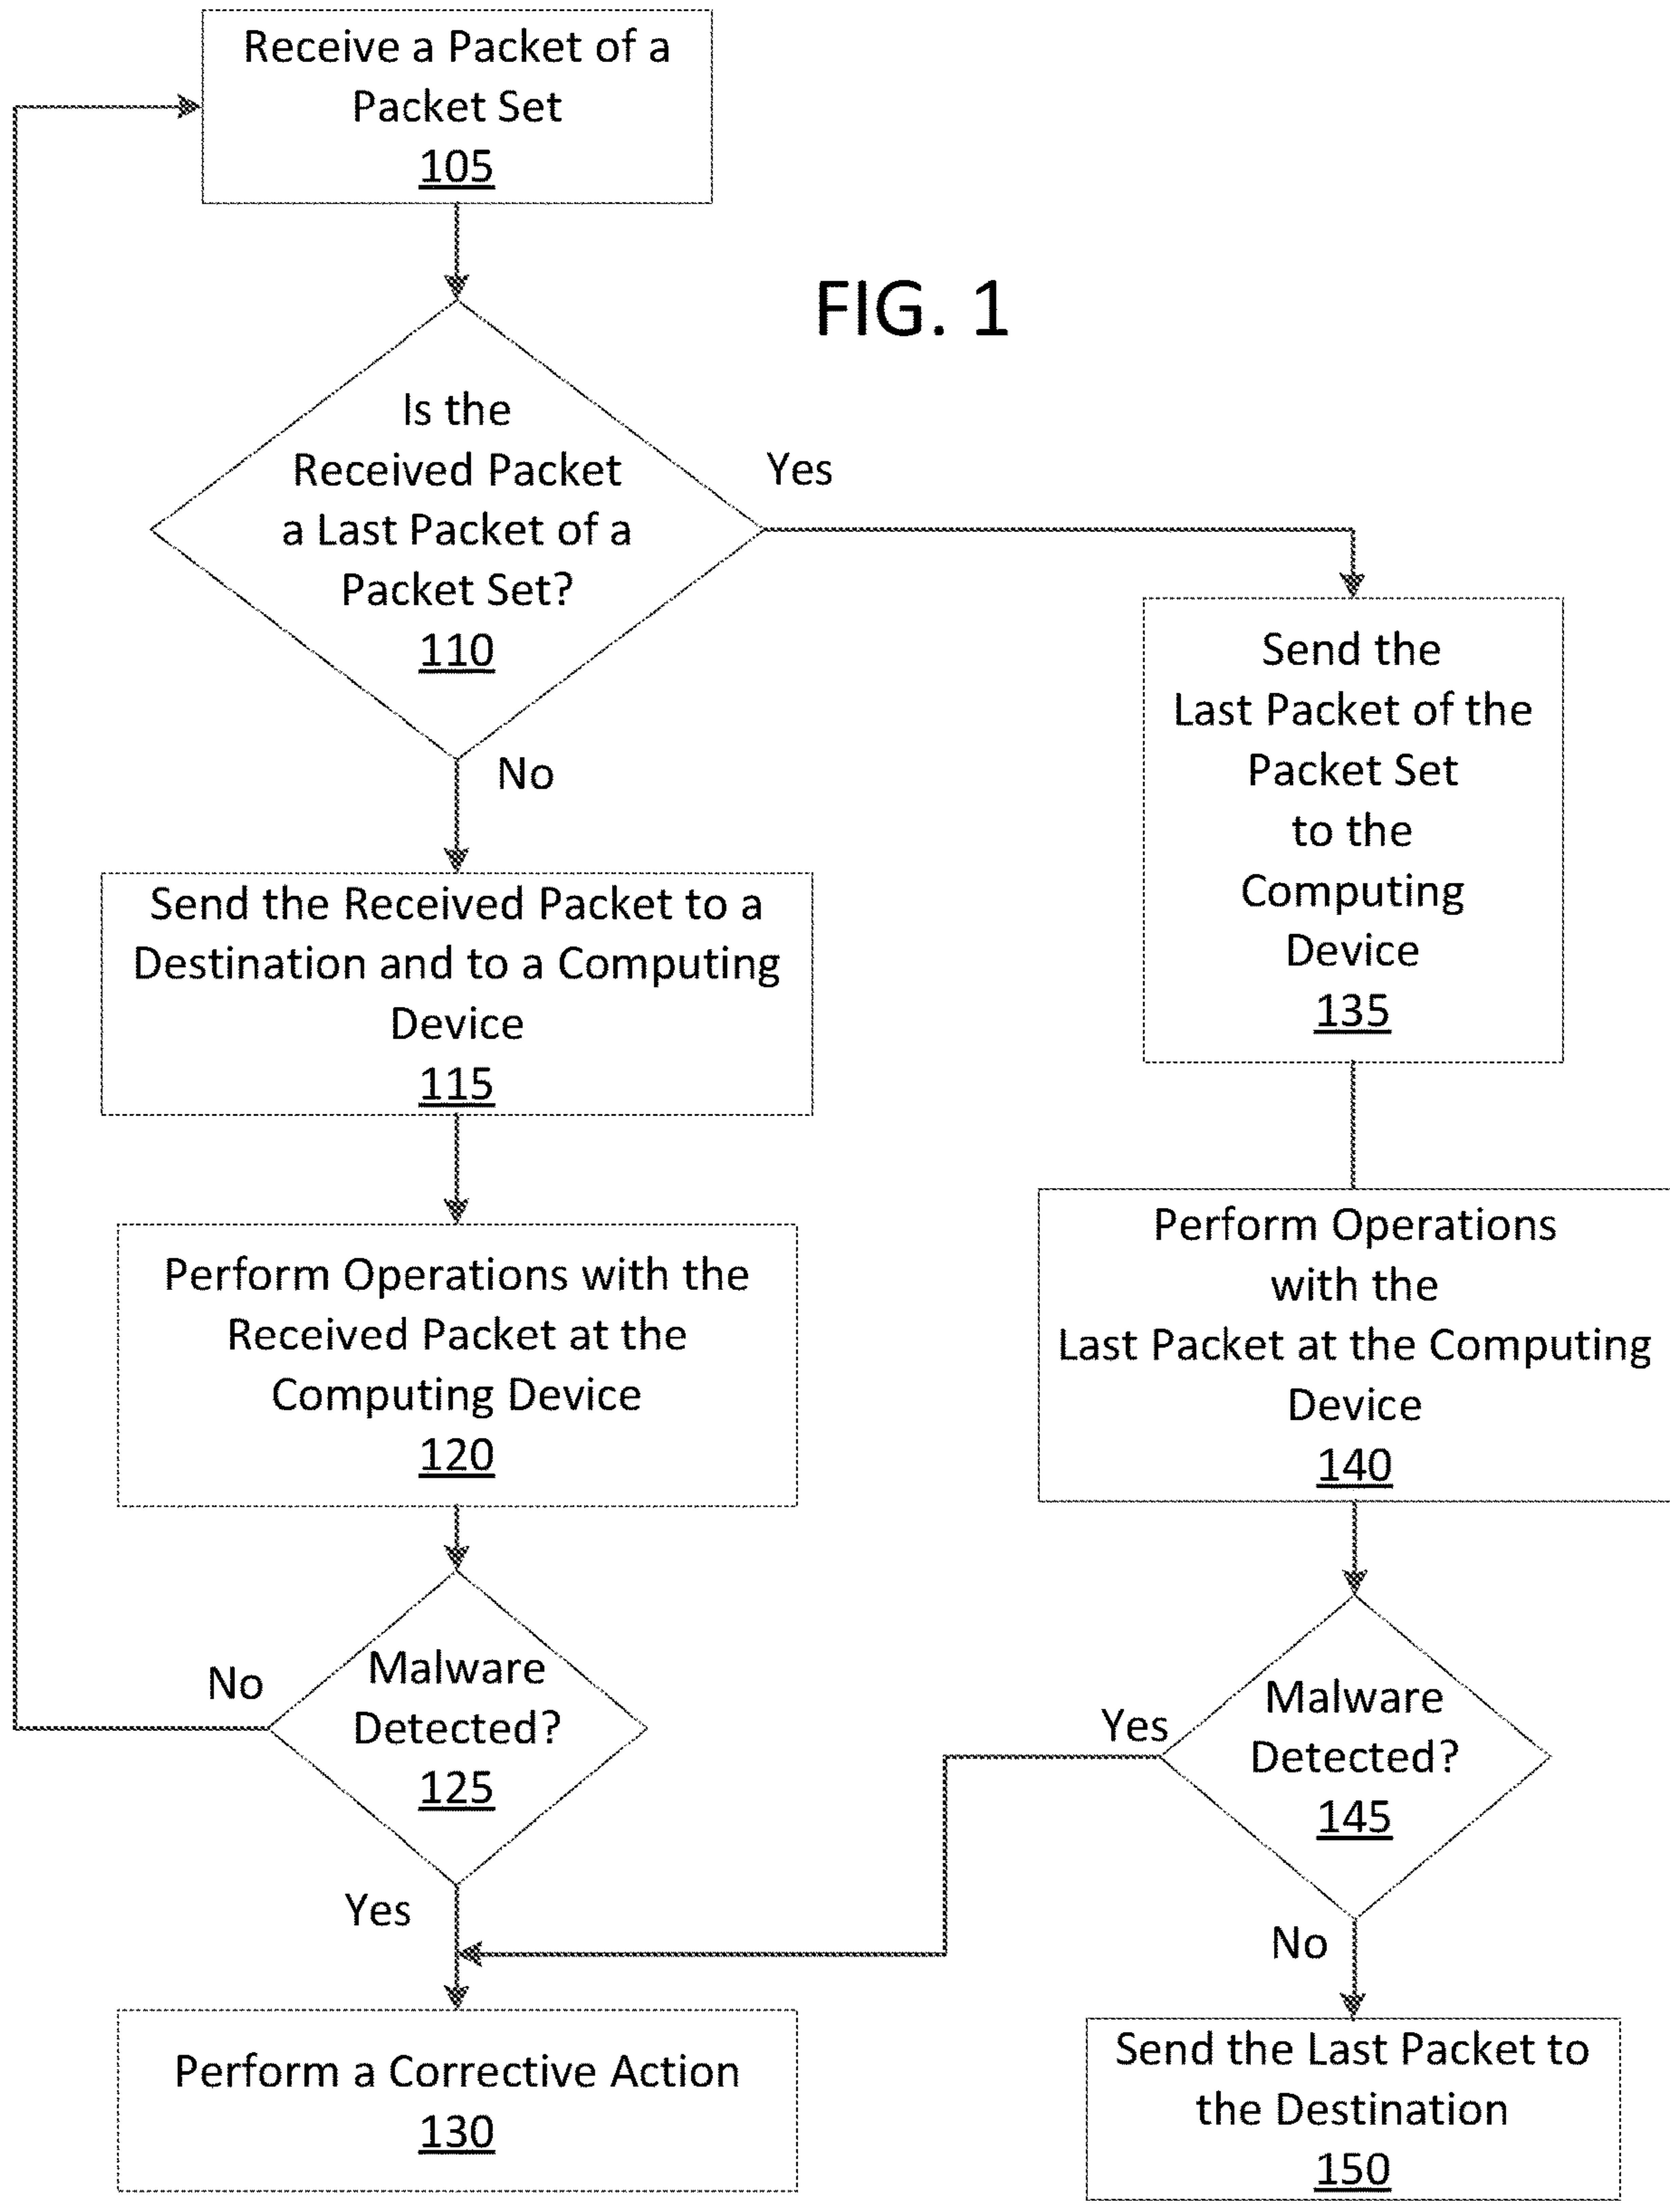 Receive a Packet of a
Packet Set
105
FIG. 1
Is the
Received Packet
a Last Packet of a
Packet Set?
110
Yes
No
Send the Received Packet to a
Destination and to a Computing
Device
115
Perform Operations with the
Received Packet at the
Computing Device
120
Malware
Detected?
125
No
Yes
Perform a Corrective Action
130
Send the
Last Packet of the
Packet Set
to the
Computing
Device
135
Perform Operations
with the
Last Packet at the Computing
Device
140
Malware
Detected?
145
Yes
No
Send the Last Packet to
the Destination
150